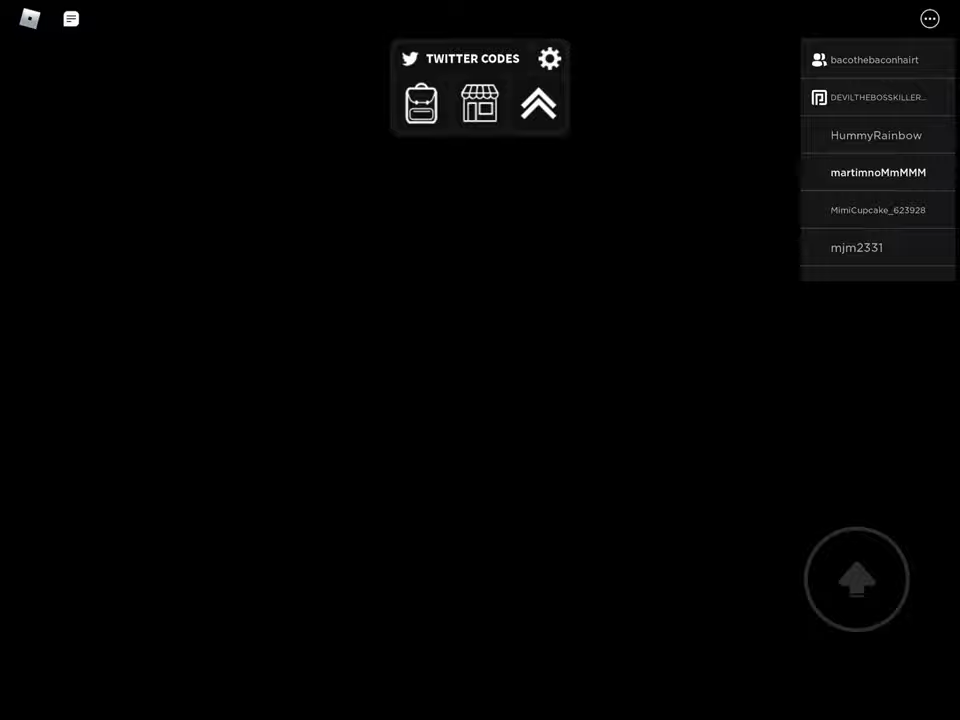 TWITTER CODES
bacothebaconhairt
DEVILTHEBOSSKILLER...
HummyRainbow
martimnoMmMMM
MimiCupcake_623928
mjm2331